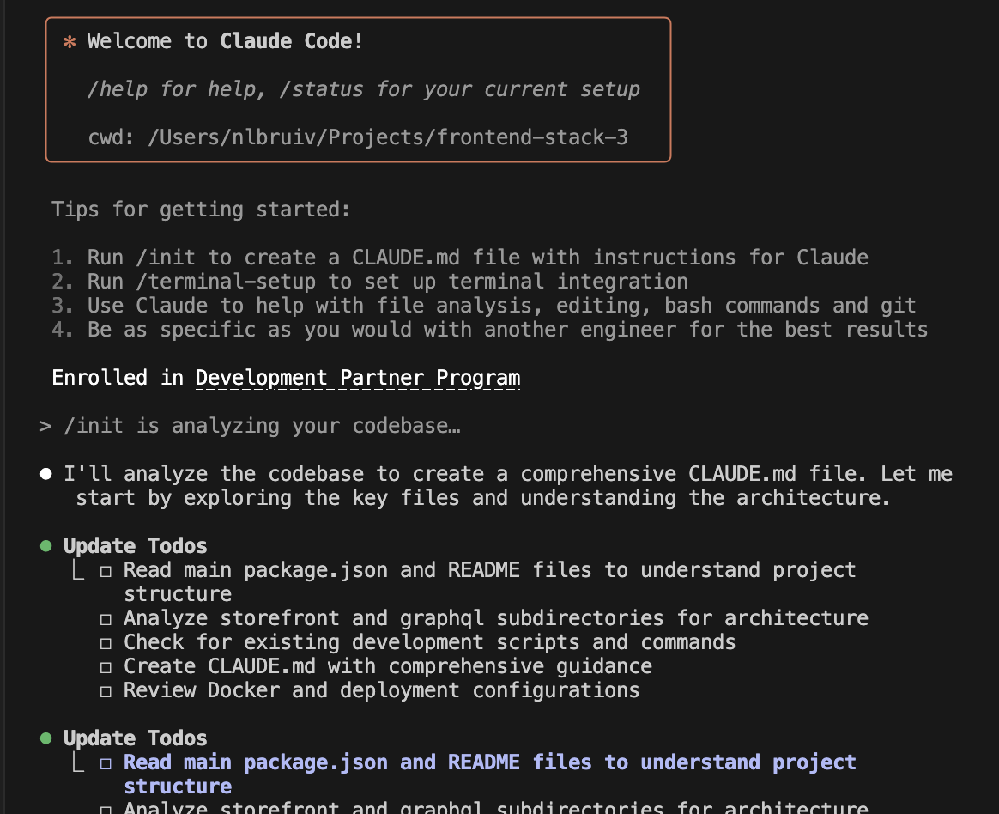 ✻ Welcome to Claude Code!
/help for help, /status for your current setup
cwd: /Users/nlbruiv/Projects/frontend-stack-3
Tips for getting started:
1. Run /init to create a CLAUDE.md file with instructions for Claude
2. Run /terminal-setup to set up terminal integration
3. Use Claude to help with file analysis, editing, bash commands and git
4. Be as specific as you would with another engineer for the best results
Enrolled in Development Partner Program
> /init is analyzing your codebase…
● I'll analyze the codebase to create a comprehensive CLAUDE.md file. Let me
start by exploring the key files and understanding the architecture.
● Update Todos
⎿ ☐ Read main package.json and README files to understand project
structure
☐ Analyze storefront and graphql subdirectories for architecture
☐ Check for existing development scripts and commands
☐ Create CLAUDE.md with comprehensive guidance
☐ Review Docker and deployment configurations
● Update Todos
⎿ ☐ Read main package.json and README files to understand project
structure
☐ Analyze storefront and graphql subdirectories for architecture